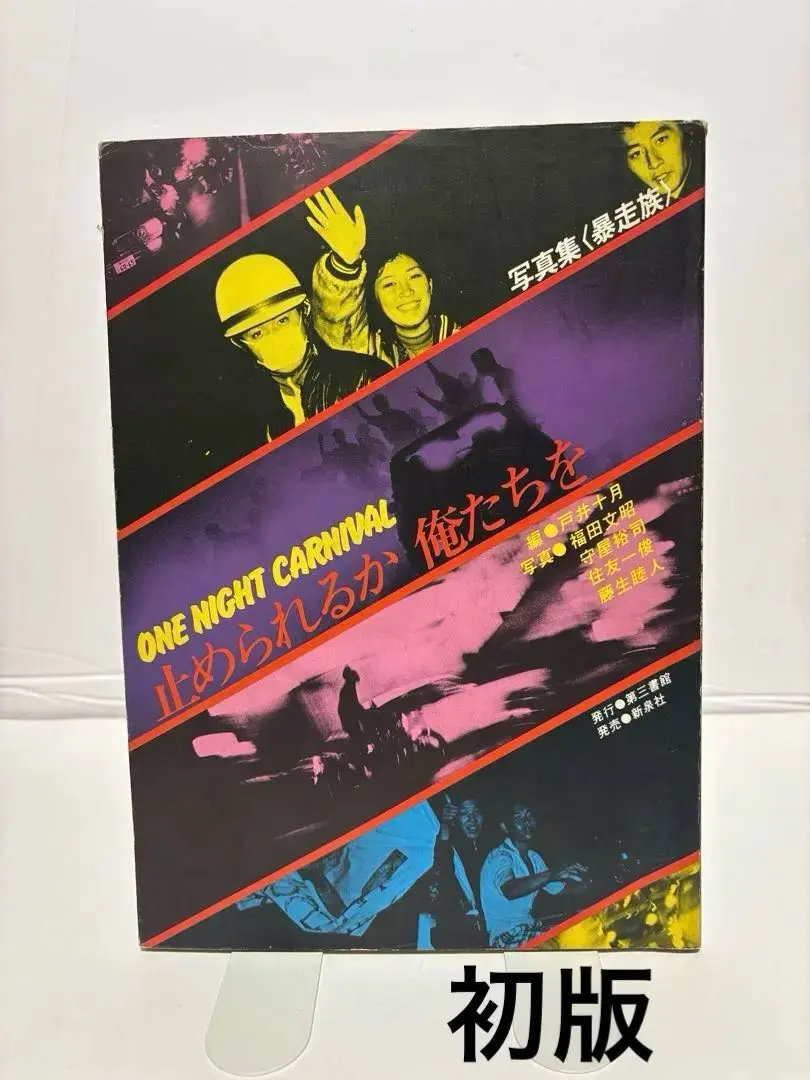 写真集〈暴走族〉
ONE NIGHT CARNIVAL
止められるか 俺たちを
編●戸井十月
写真●福田文昭
守屋裕司
住友一俊
藤生睦人
発行●第三書館
発売●新泉社
初版